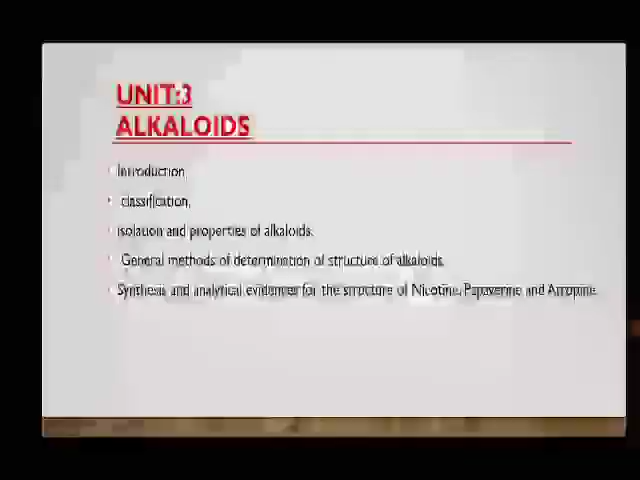 UNIT:3
ALKALOIDS
Introduction
classification,
isolation and properties of alkaloids.
General methods of determination of structure of alkaloids.
Synthesis and analytical evidences for the structure of Nicotine, Papaverine and Atropine.